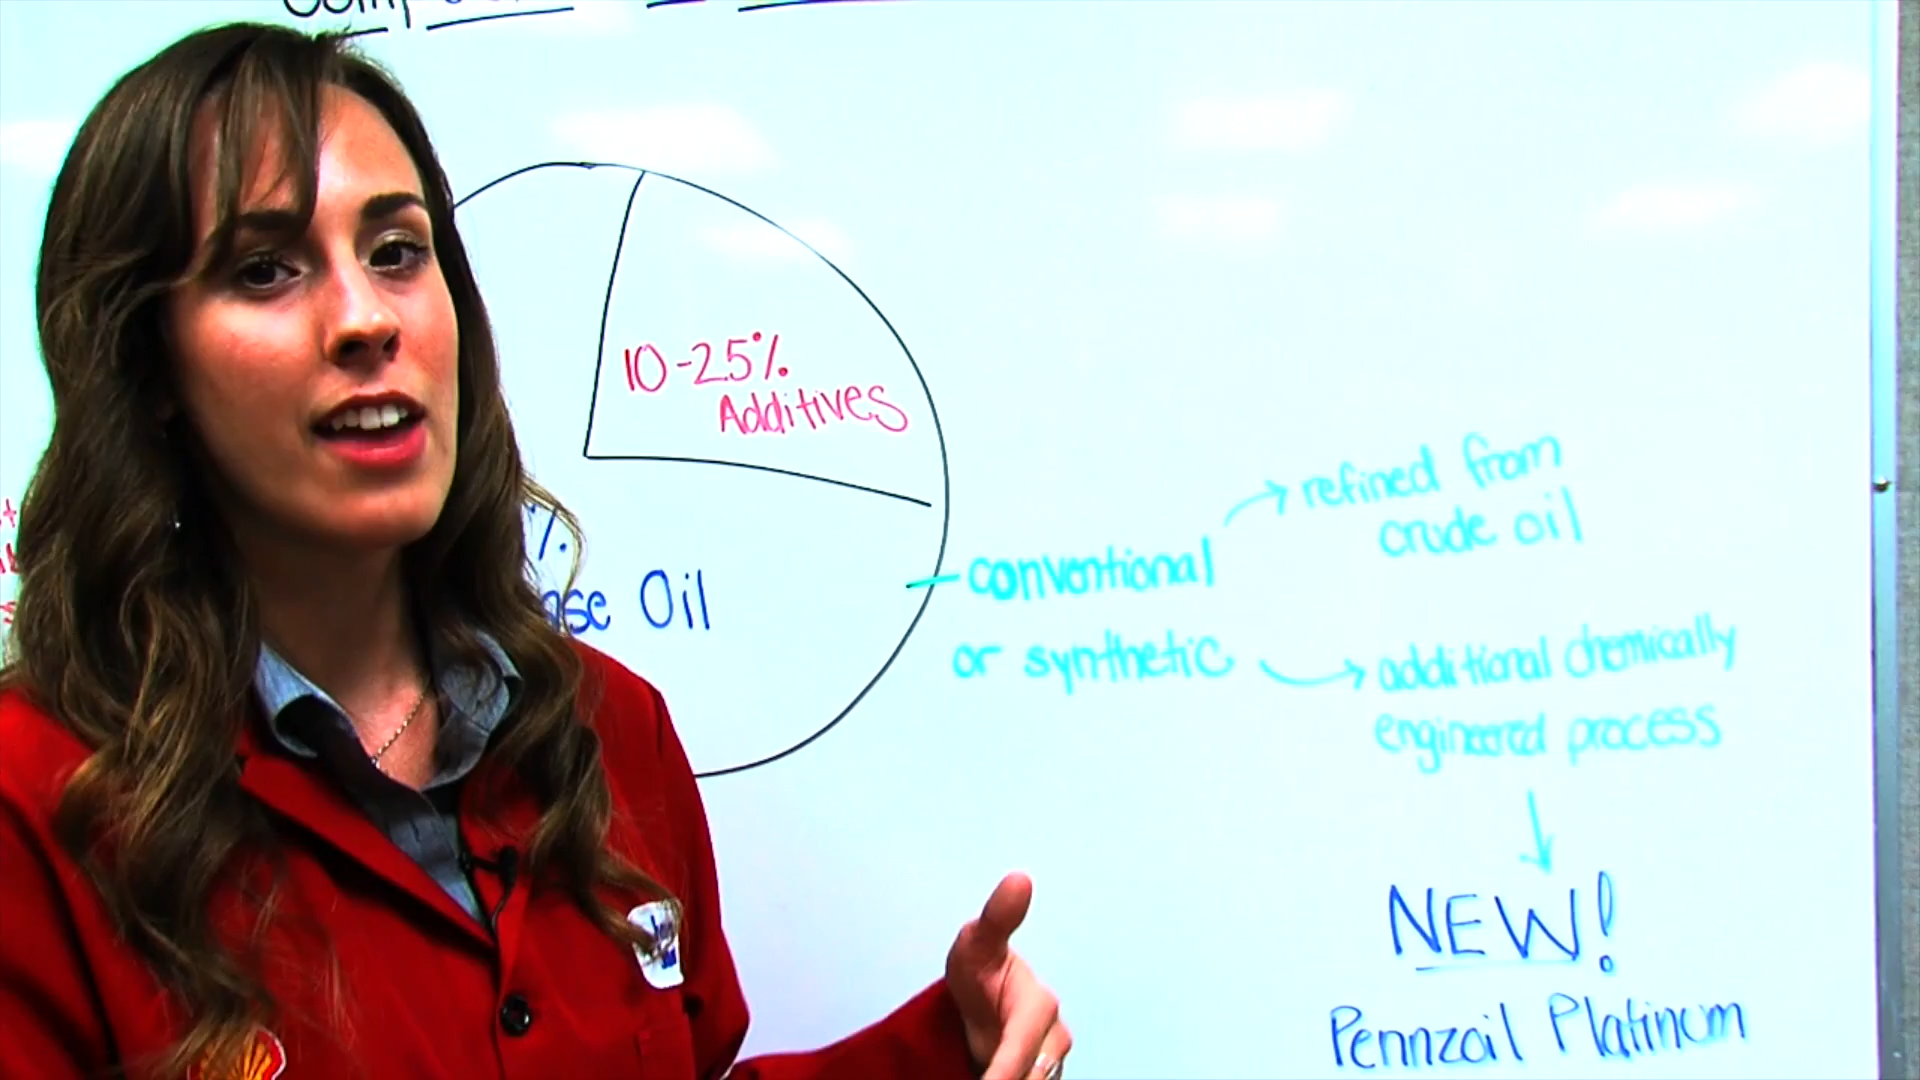 10-25%
Additives
%
Oil
conventional
or synthetic
refined from
crude oil
additional chemically
engineered process
NEW!
Pennzoil Platinum